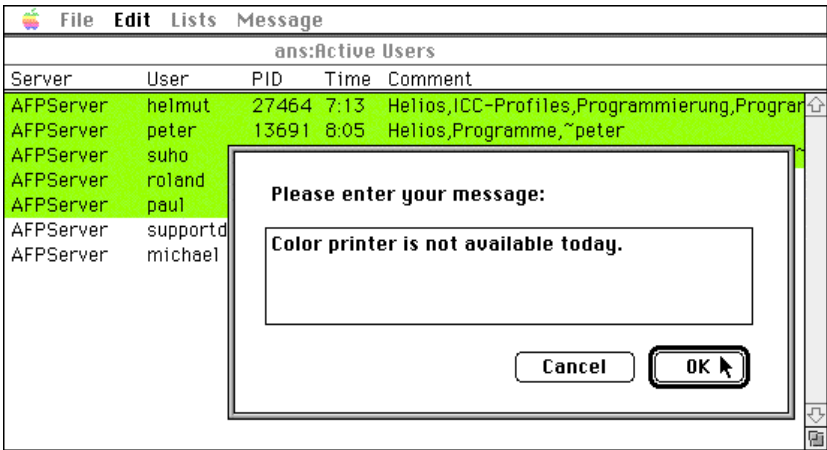 File Edit Lists Message
ans:Active Users
Server User PID Time Comment
AFPServer helmut 27464 7:13 Helios,ICC-Profiles,Programmierung,Program
AFPServer peter 13691 8:05 Helios,Programme,~peter
AFPServer suho
AFPServer roland
AFPServer paul
AFPServer supportd
AFPServer michael
Please enter your message:
Color printer is not available today.
Cancel OK